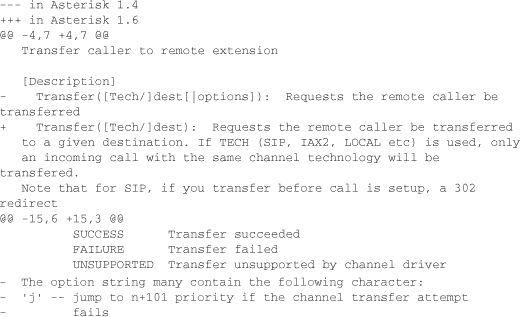 --- in Asterisk 1.4
+++ in Asterisk 1.6
@@ -4,7 +4,7 @@
Transfer caller to remote extension
[Description]
- Transfer([Tech/]dest[|options]): Requests the remote caller be
transferred
+ Transfer([Tech/]dest): Requests the remote caller be transferred
to a given destination. If TECH (SIP, IAX2, LOCAL etc) is used, only
an incoming call with the same channel technology will be
transfered.
Note that for SIP, if you transfer before call is setup, a 302
redirect
@@ -15,6 +15,3 @@
SUCCESS Transfer succeeded
FAILURE Transfer failed
UNSUPPORTED Transfer unsupported by channel driver
- The option string many contain the following character:
- 'j' -- jump to n+101 priority if the channel transfer attempt
- fails